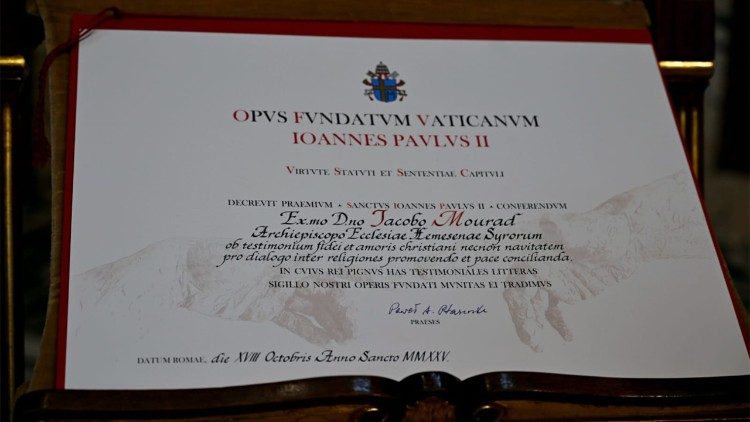 OPVS FVNDATVM VATICANVM
IOANNES PAVLVS II
VIRTVTE STATVTI ET SENTENTIAE CAPITVLI
DECREVIT PRAEMIVM • SANCTVS IOANNES PAVLVS II • CONFERENDVM
Ex.mo Dno Jacobo Mourad
Archiepiscopo Ecclesiae Hemesenae Syrorum
ob testimonium fidei et amoris christiani necnon navitatem
pro dialogo inter religiones promovendo et pace concilianda.
IN CVIVS REI PIGNVS HAS TESTIMONIALES LITTERAS
SIGILLO NOSTRI OPERIS FVNDATI MVNITAS EI TRADIMVS
Paweł A.
PRAESES
DATUM ROMAE, die XVIII Octobris Anno Sancto MMXXV.